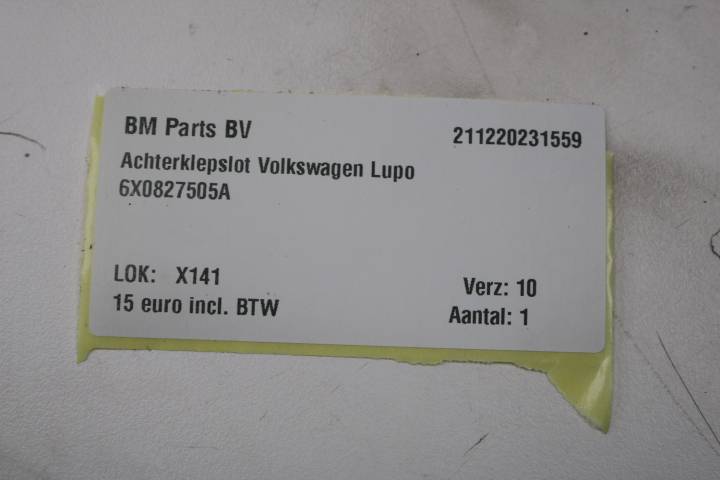 BM Parts BV 211220231559
Achterklepslot Volkswagen Lupo
6X0827505A
LOK: X141 Verz: 10
15 euro incl. BTW Aantal: 1